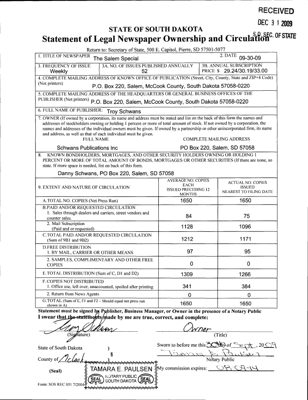 RECEIVED
DEC 31 2009
S.D. SEC. OF STATE
STATE OF SOUTH DAKOTA
Statement of Legal Newspaper Ownership and Circulation
Return to: Secretary of State, 500 E. Capitol, Pierre, SD 57501-5077
1. TITLE OF NEWSPAPER The Salem Special
2. DATE 09-30-09
3. FREQUENCY OF ISSUE Weekly
3A. NO. OF ISSUES PUBLISHED ANNUALLY 52
3B. ANNUAL SUBSCRIPTION PRICE $ 29.24/30.19/33.00
4. COMPLETE MAILING ADDRESS OF KNOWN OFFICE OF PUBLICATION (Street, City, County, State and ZIP+4 Code) (Not printers)
P.O. Box 220, Salem, McCook County, South Dakota 57058-0220
5. COMPLETE MAILING ADDRESS OF THE HEADQUARTERS OR GENERAL BUSINESS OFFICES OF THE PUBLISHER (Not printers) P.O. Box 220, Salem, McCook County, South Dakota 57058-0220
6. FULL NAME OF PUBLISHER: Troy Schwans
7. OWNER (If owned by a corporation, its name and address must be stated and list on the back of this form the names and
addresses of stockholders owning or holding 1 percent or more of total amount of stock. If not owned by a corporation, the
names and addresses of the individual owners must be given. If owned by a partnership or other unincorporated firm, its name
and address, as well as that of each individual must be given.
FULL NAME COMPLETE MAILING ADDRESS
Schwans Publications Inc PO Box 220, Salem, SD 57058
8. KNOWN BONDHOLDERS, MORTGAGES, AND OTHER SECURITY HOLDERS OWNING OR HOLDING 1
PERCENT OR MORE OF TOTAL AMOUNT OF BONDS, MORTGAGES OR OTHER SECURITIES (If there are none, so
state. If more space is needed, list on back of this form.
Danny Schwans, PO Box 220, Salem, SD 57058
9. EXTENT AND NATURE OF CIRCULATION
AVERAGE NO. COPIES EACH ISSUED PRECEDING 12 MONTHS
ACTUAL NO. COPIES ISSUED NEAREST TO FILING DATE
A. TOTAL NO. COPIES (Net Press Run) 1650 1650
B. PAID AND/OR REQUESTED CIRCULATION
1. Sales through dealers and carriers, street vendors and counter sales. 84 75
2. Mail Subscription (Paid and or requested) 1128 1096
C. TOTAL PAID AND/OR REQUESTED CIRCULATION (Sum of 9B1 and 9B2) 1212 1171
D. FREE DISTRIBUTION
1. BY MAIL, CARRIER OR OTHER MEANS 97 95
2. SAMPLES, COMPLIMENTARY AND OTHER FREE COPIES 0 0
E. TOTAL DISTRIBUTION (Sum of C, D1 and D2) 1309 1266
F. COPIES NOT DISTRIBUTED
1. Office use, left over, unaccounted, spoiled after printing 341 384
2. Return from News Agents 0 0
G. TOTAL (Sum of E, F1 and F2 - Should equal net press run shown in A) 1650 1650
Statement must be signed by Publisher, Business Manager, or Owner in the presence of a Notary Public
I swear that the statements made by me are true, correct, and complete:
Owner
(Signature) (Title)
State of South Dakota
Sworn to before me this 30th of Sept, 2009
County of McCook
Notary Public
(Seal)
TAMARA E. PAULSEN
NOTARY PUBLIC
SOUTH DAKOTA
My commission expires: